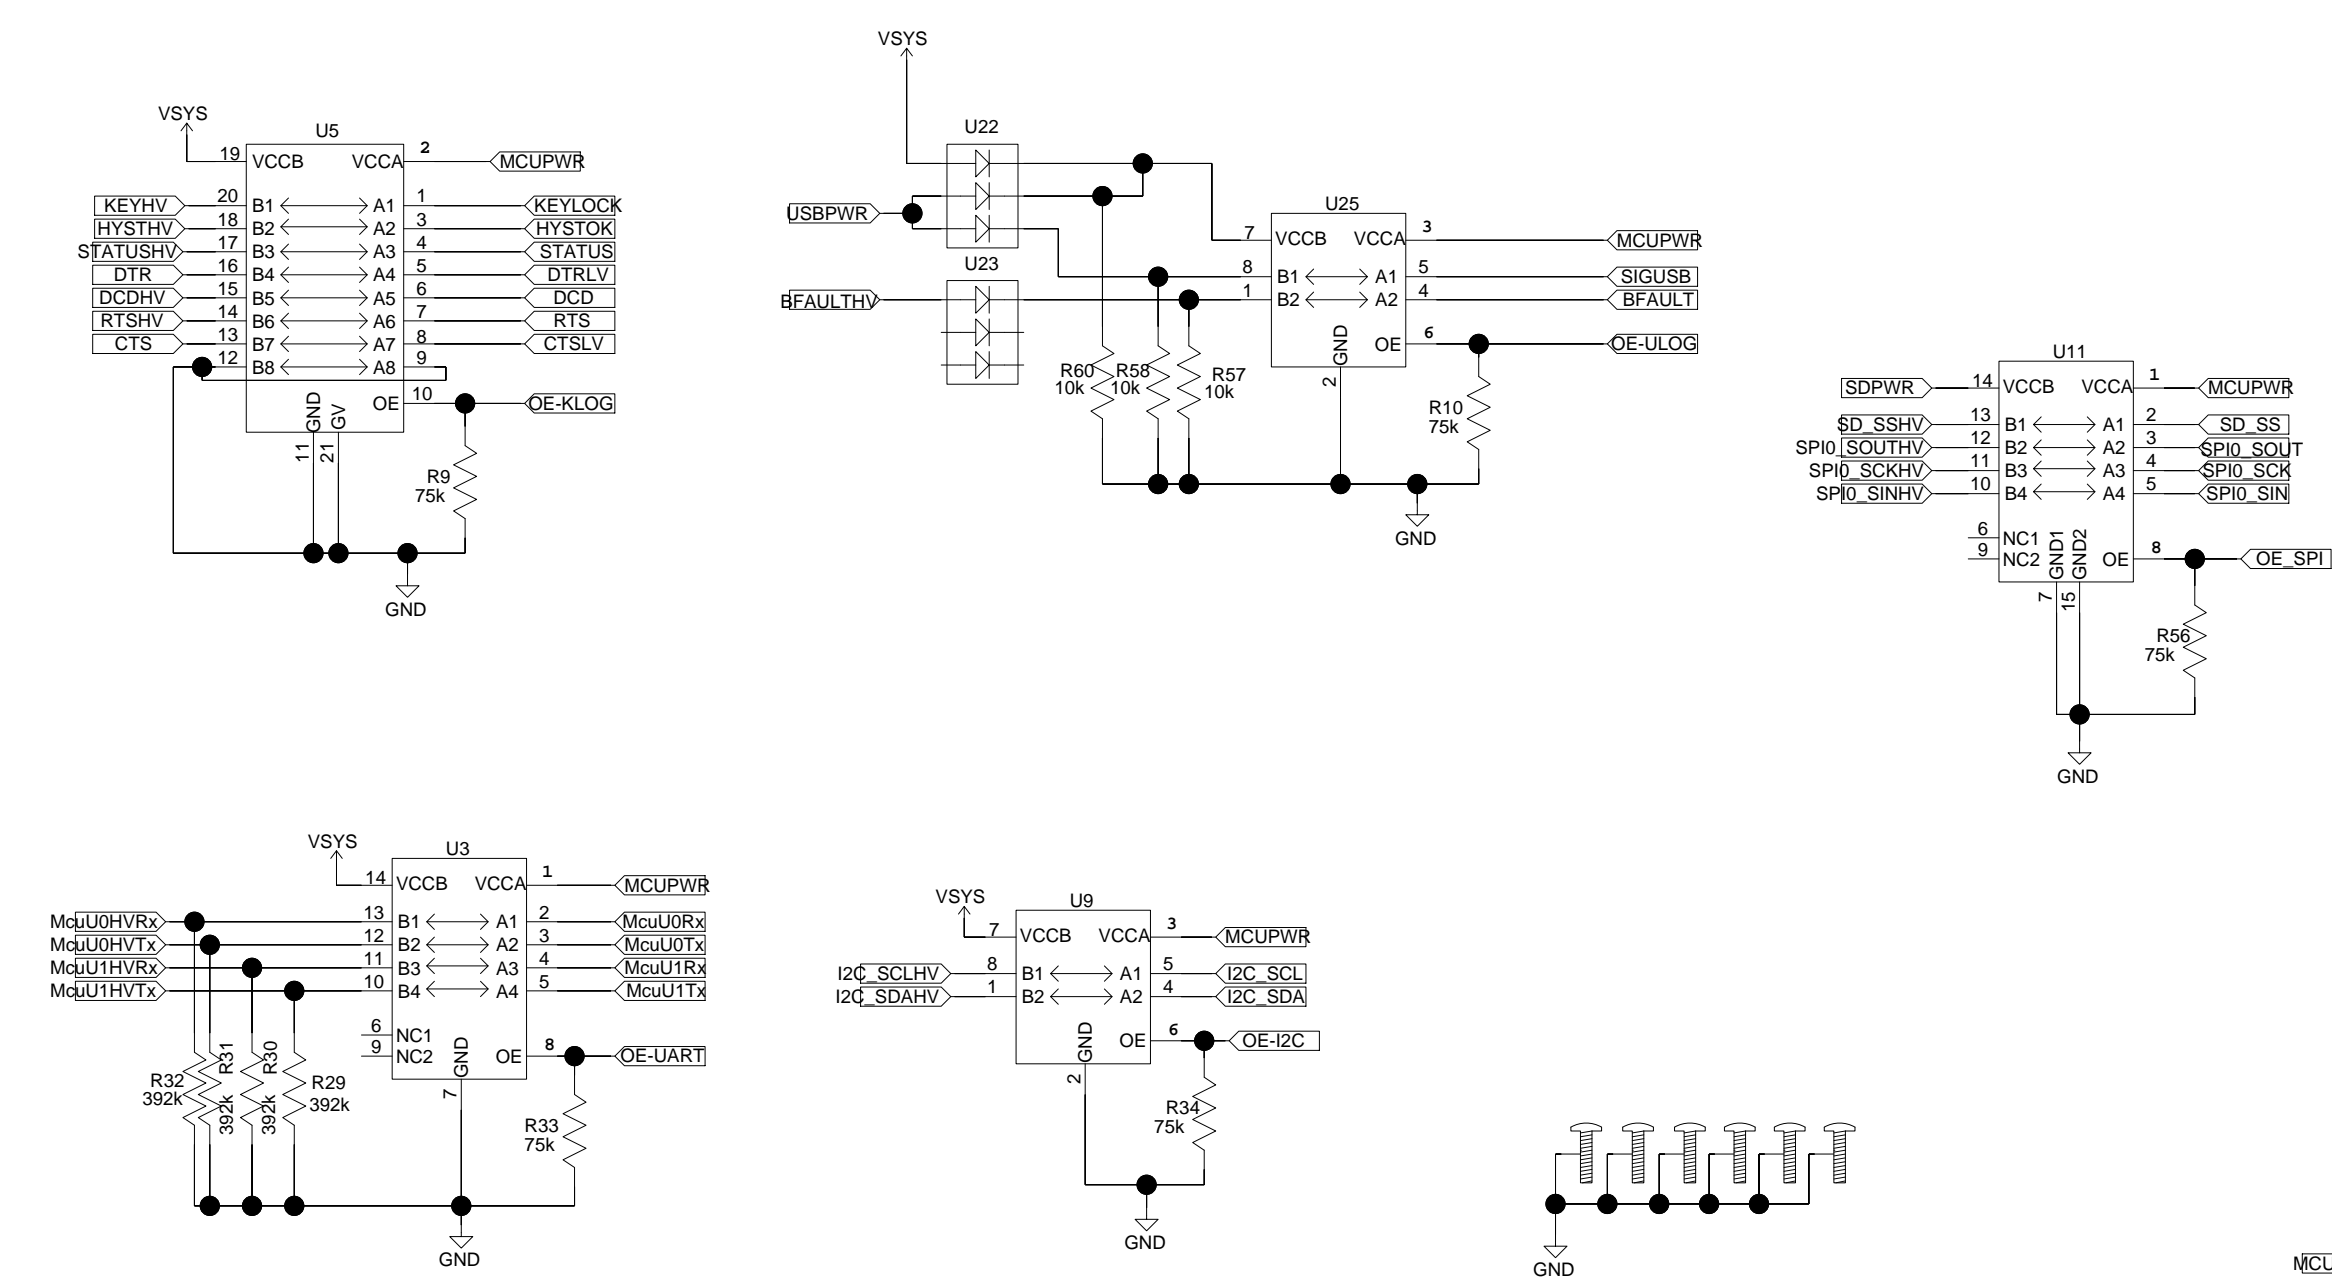 VSYS
U5
19 VCCB VCCA 2 MCUPWR
KEYHV 20 B1 A1 1 KEYLOCK
HYSTHV 18 B2 A2 3 HYSTOK
STATUSHV 17 B3 A3 4 STATUS
DTR 16 B4 A4 5 DTRLV
DCDHV 15 B5 A5 6 DCD
RTSHV 14 B6 A6 7 RTS
CTS 13 B7 A7 8 CTSLV
12 B8 A8 9
OE 10 OE-KLOG
GND GV
11 21
R9
75k
GND
VSYS
U22
USBPWR
U23
BFAULTHV
U25
7 VCCB VCCA 3 MCUPWR
8 B1 A1 5 SIGUSB
1 B2 A2 4 BFAULT
GND OE 6 OE-ULOG
2
R60 R58 R57
10k 10k 10k
R10
75k
GND
U11
SDPWR 14 VCCB VCCA 1 MCUPWR
SD_SSHV 13 B1 A1 2 SD_SS
SPI0_SOUTHV 12 B2 A2 3 SPI0_SOUT
SPI0_SCKHV 11 B3 A3 4 SPI0_SCK
SPI0_SINHV 10 B4 A4 5 SPI0_SIN
6 NC1
9 NC2 GND1 GND2 OE 8 OE_SPI
7 15
R56
75k
GND
VSYS
U3
14 VCCB VCCA 1 MCUPWR
McuU0HVRx 13 B1 A1 2 McuU0Rx
McuU0HVTx 12 B2 A2 3 McuU0Tx
McuU1HVRx 11 B3 A3 4 McuU1Rx
McuU1HVTx 10 B4 A4 5 McuU1Tx
6 NC1
9 NC2 GND OE 8 OE-UART
7
R32 R31 R30 R29
392k 392k 392k 392k
R33
75k
GND
VSYS
U9
7 VCCB VCCA 3 MCUPWR
I2C_SCLHV 8 B1 A1 5 I2C_SCL
I2C_SDAHV 1 B2 A2 4 I2C_SDA
GND OE 6 OE-I2C
2
R34
75k
GND
GND
MCU